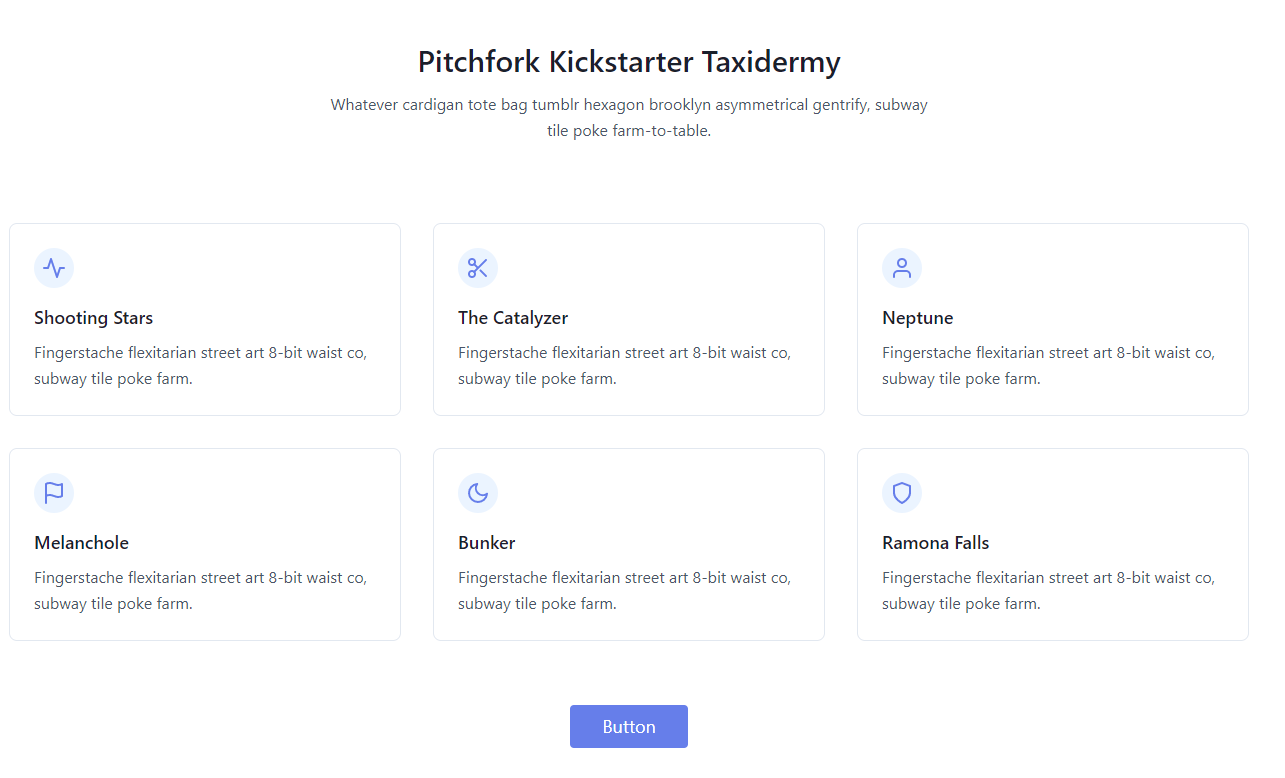 Pitchfork Kickstarter Taxidermy
Whatever cardigan tote bag tumblr hexagon brooklyn asymmetrical gentrify, subway
tile poke farm-to-table.
Shooting Stars
Fingerstache flexitarian street art 8-bit waist co,
subway tile poke farm.
The Catalyzer
Fingerstache flexitarian street art 8-bit waist co,
subway tile poke farm.
Neptune
Fingerstache flexitarian street art 8-bit waist co,
subway tile poke farm.
Melanchole
Fingerstache flexitarian street art 8-bit waist co,
subway tile poke farm.
Bunker
Fingerstache flexitarian street art 8-bit waist co,
subway tile poke farm.
Ramona Falls
Fingerstache flexitarian street art 8-bit waist co,
subway tile poke farm.
Button